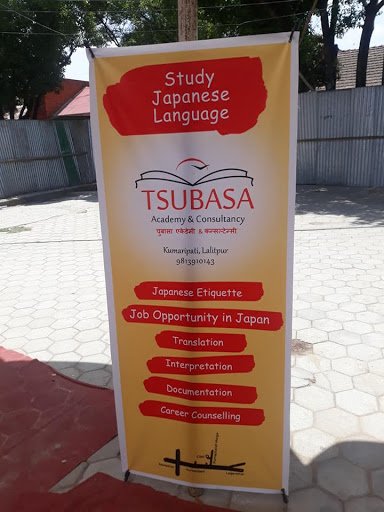 Study
Japanese
Language
TSUBASA
Academy & Consultancy
चुबासा एकेडेमी & कन्सल्टेन्सी
Kumaripati, Lalitpur
9813910143
Japanese Etiquette
Job Opportunity in Japan
Translation
Interpretation
Documentation
Career Counselling